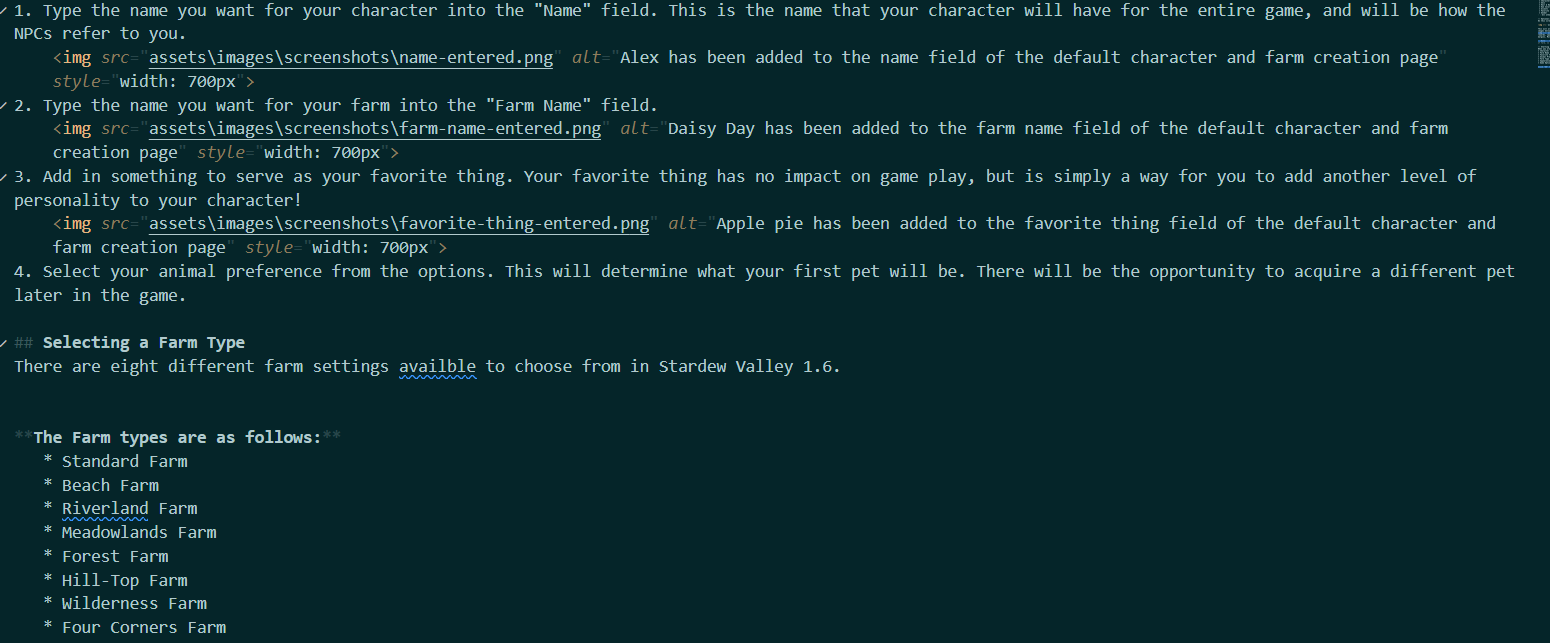 1. Type the name you want for your character into the "Name" field. This is the name that your character will have for the entire game, and will be how the
NPCs refer to you.
<img src="assets\images\screenshots\name-entered.png" alt="Alex has been added to the name field of the default character and farm creation page"
style="width: 700px">
2. Type the name you want for your farm into the "Farm Name" field.
<img src="assets\images\screenshots\farm-name-entered.png" alt="Daisy Day has been added to the farm name field of the default character and farm
creation page" style="width: 700px">
3. Add in something to serve as your favorite thing. Your favorite thing has no impact on game play, but is simply a way for you to add another level of
personality to your character!
<img src="assets\images\screenshots\favorite-thing-entered.png" alt="Apple pie has been added to the favorite thing field of the default character and
farm creation page" style="width: 700px">
4. Select your animal preference from the options. This will determine what your first pet will be. There will be the opportunity to acquire a different pet
later in the game.
## Selecting a Farm Type
There are eight different farm settings availble to choose from in Stardew Valley 1.6.
**The Farm types are as follows:**
* Standard Farm
* Beach Farm
* Riverland Farm
* Meadowlands Farm
* Forest Farm
* Hill-Top Farm
* Wilderness Farm
* Four Corners Farm